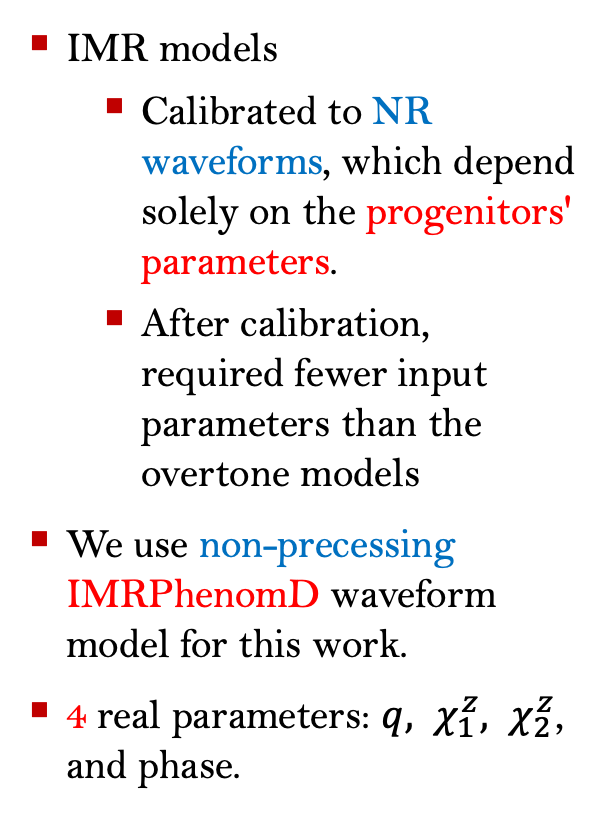 ▪ IMR models
▪ Calibrated to NR
waveforms, which depend
solely on the progenitors'
parameters.
▪ After calibration,
required fewer input
parameters than the
overtone models
▪ We use non-precessing
IMRPhenomD waveform
model for this work.
▪ 4 real parameters: 𝑞, 𝜒₁ᶻ, 𝜒₂ᶻ,
and phase.